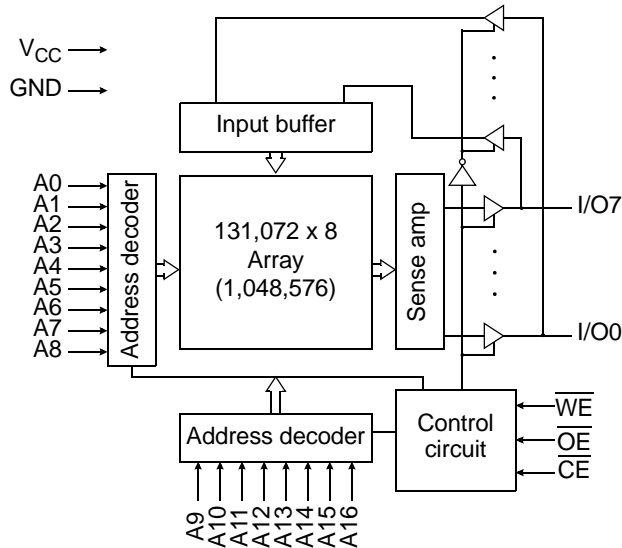 VCC
GND
Input buffer
A0
A1
A2
A3
A4
A5
A6
A7
A8
Address decoder
131,072 x 8
Array
(1,048,576)
Sense amp
I/O7
I/O0
Address decoder
Control
circuit
WE
OE
CE
A9
A10
A11
A12
A13
A14
A15
A16